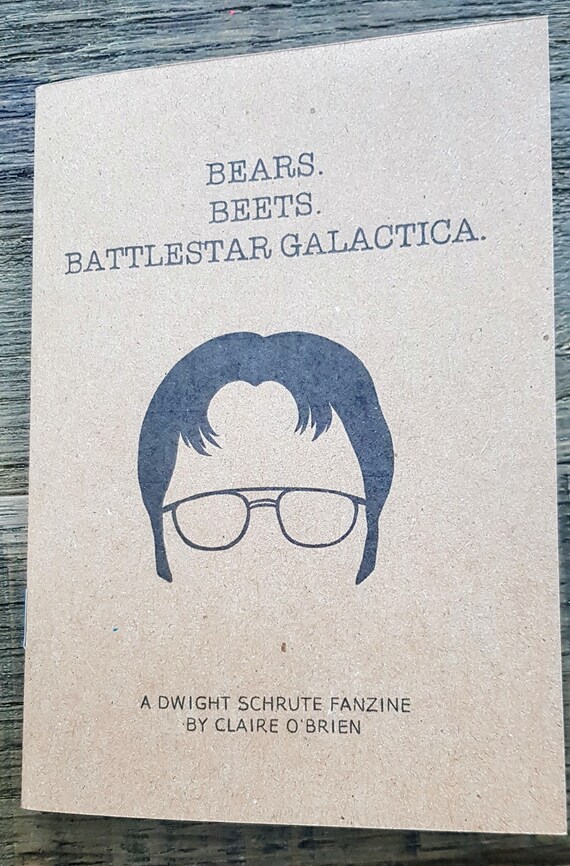 BEARS.
BEETS.
BATTLESTAR GALACTICA.
A DWIGHT SCHRUTE FANZINE
BY CLAIRE O'BRIEN